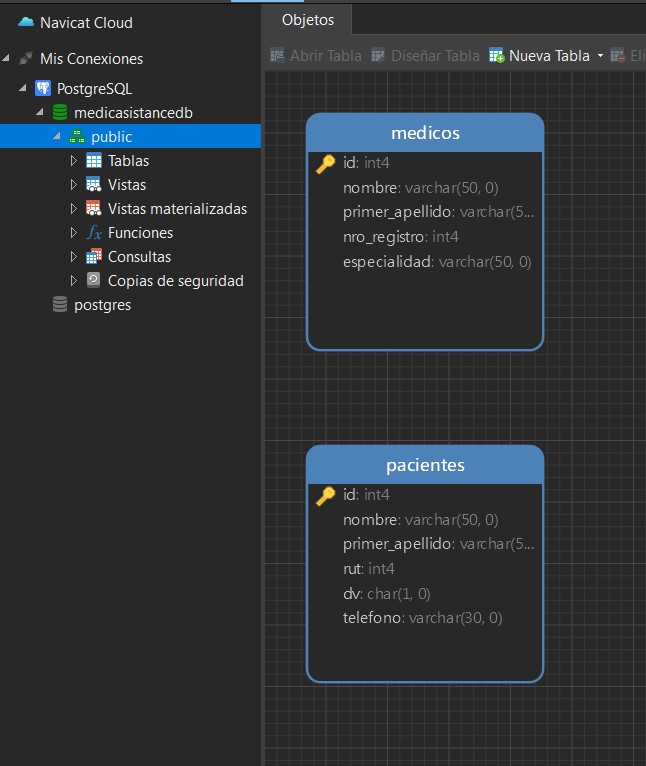 Navicat Cloud
Mis Conexiones
PostgreSQL
medicasistancedb
public
Tablas
Vistas
Vistas materializadas
fx Funciones
Consultas
Copias de seguridad
postgres
Objetos
Abrir Tabla Diseñar Tabla Nueva Tabla Eli
medicos
id: int4
nombre: varchar(50, 0)
primer_apellido: varchar(5...
nro_registro: int4
especialidad: varchar(50, 0)
pacientes
id: int4
nombre: varchar(50, 0)
primer_apellido: varchar(5...
rut: int4
dv: char(1, 0)
telefono: varchar(30, 0)